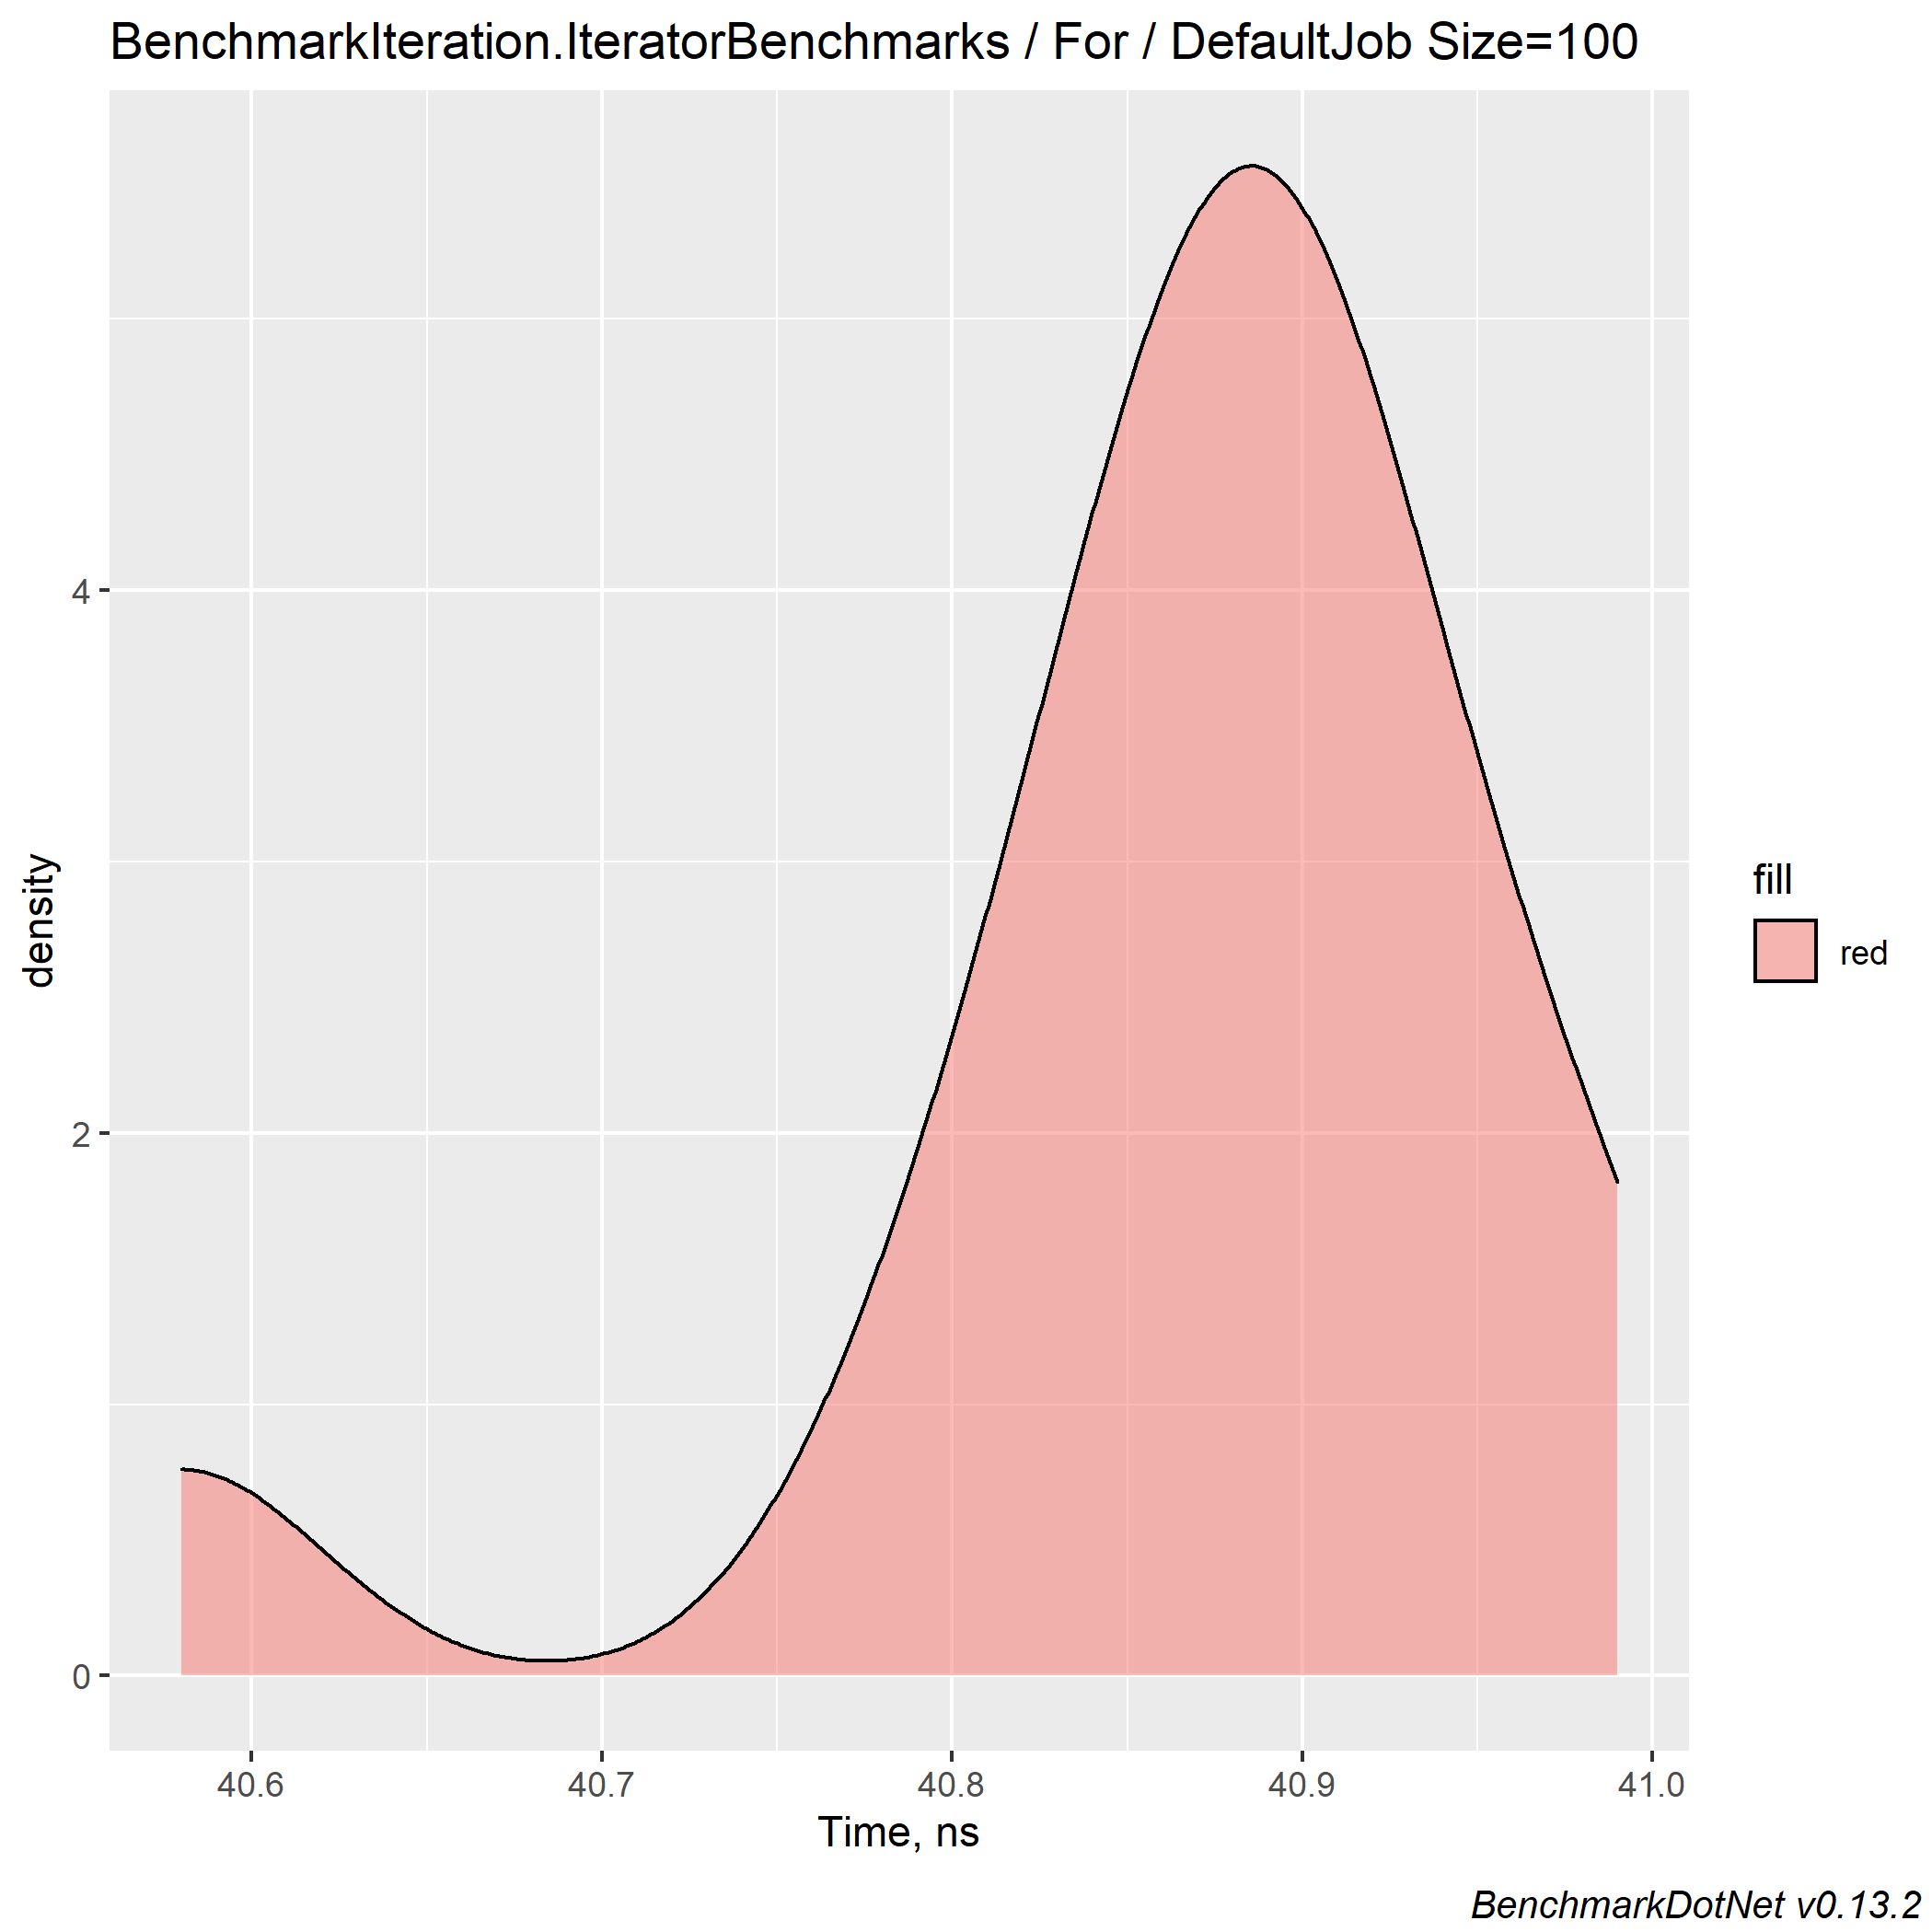 BenchmarkIteration.IteratorBenchmarks / For / DefaultJob Size=100
density
4
2
0
40.6 40.7 40.8 40.9 41.0
Time, ns
fill
red
BenchmarkDotNet v0.13.2